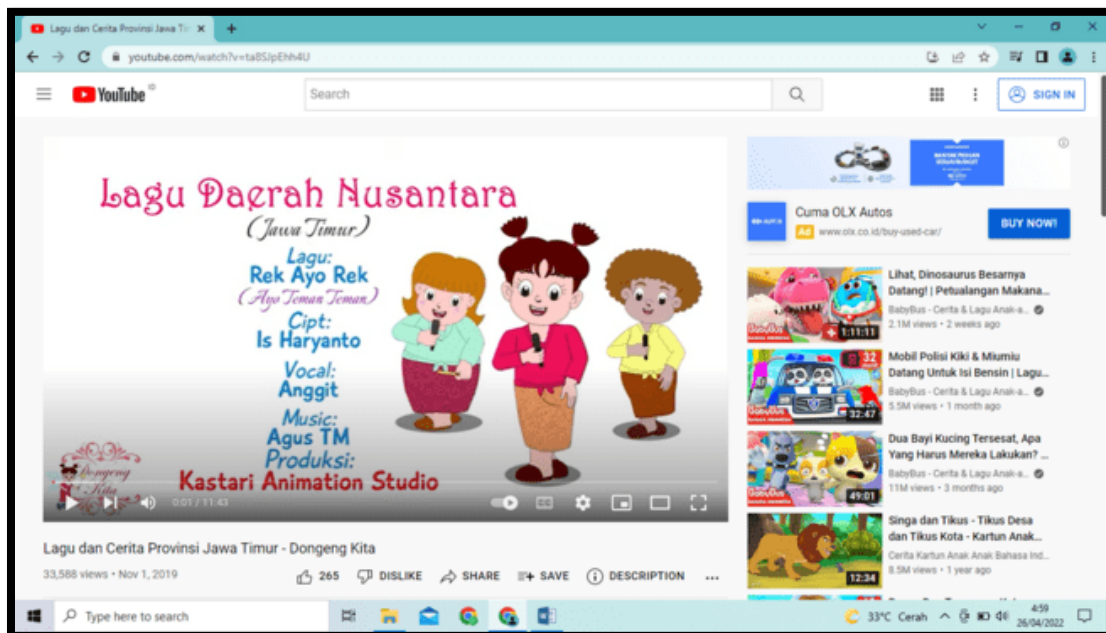 Lagu dan Cerita Provinsi Jawa Ti
youtube.com/watch?v=ta8SJpEhh4U
YouTube ID
Search
SIGN IN
Lagu Daerah Nusantara
(Jawa Timur)
Lagu:
Rek Ayo Rek
(Ayo Teman Teman)
Cipt:
Is Haryanto
Vocal:
Anggit
Music:
Agus TM
Produksi:
Kastari Animation Studio
Dongeng
Kita
0:01 / 11:43
CC
Lagu dan Cerita Provinsi Jawa Timur - Dongeng Kita
33,588 views • Nov 1, 2019
265 DISLIKE SHARE SAVE DESCRIPTION ...
Cuma OLX Autos
Ad www.olx.co.id/buy-used-car/
BUY NOW!
Lihat, Dinosaurus Besarnya
Datang! | Petualangan Makana...
BabyBus - Cerita & Lagu Anak-a...
2.1M views • 2 weeks ago
BabyBus
1:11:11
Mobil Polisi Kiki & Miumiu
Datang Untuk Isi Bensin | Lagu...
BabyBus - Cerita & Lagu Anak-a...
5.5M views • 1 month ago
32
BabyBus
32:47
Dua Bayi Kucing Tersesat, Apa
Yang Harus Mereka Lakukan? ...
BabyBus - Cerita & Lagu Anak-a...
11M views • 3 months ago
BabyBus
49:01
Singa dan Tikus - Tikus Desa
dan Tikus Kota - Kartun Anak...
Cerita Kartun Anak Anak Bahasa Ind...
8.5M views • 1 year ago
12:34
Type here to search
33°C Cerah
4:59
26/04/2022